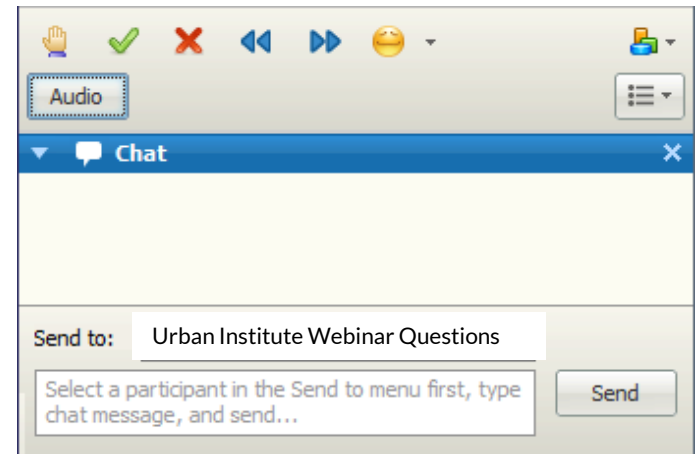 Audio
Chat
Send to: Urban Institute Webinar Questions
Select a participant in the Send to menu first, type
chat message, and send...
Send